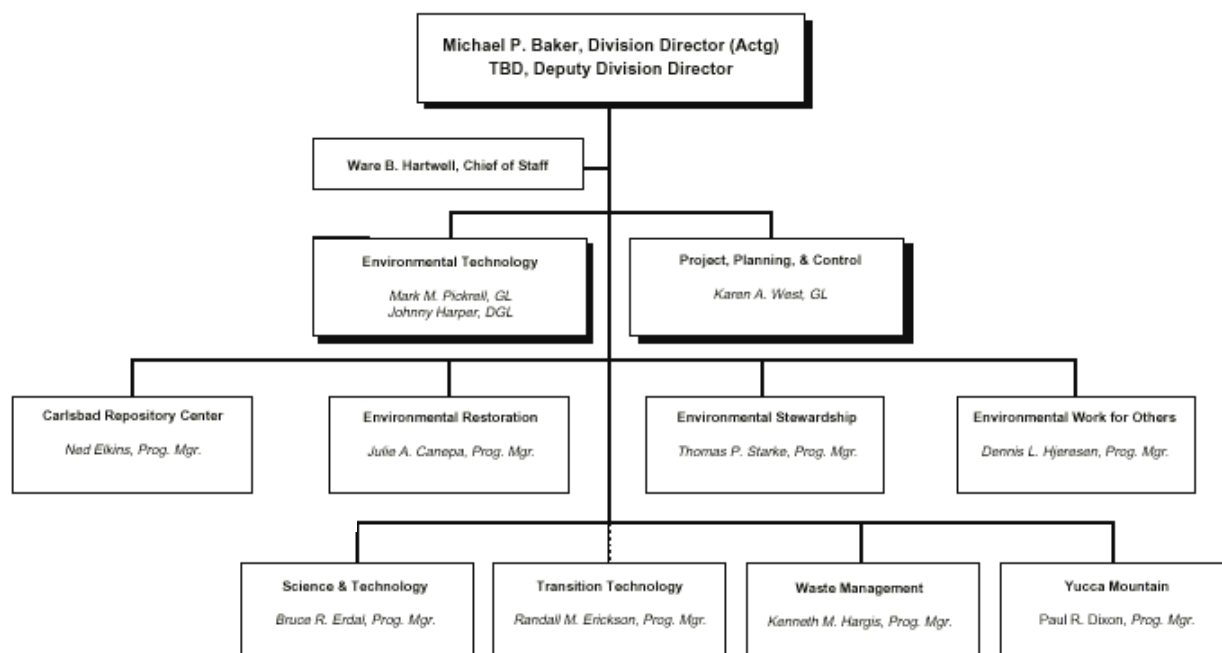 Michael P. Baker, Division Director (Actg)
TBD, Deputy Division Director
Ware B. Hartwell, Chief of Staff
Environmental Technology
Mark M. Pickrell, GL
Johnny Harper, DGL
Project, Planning, & Control
Karen A. West, GL
Carlsbad Repository Center
Ned Elkins, Prog. Mgr.
Environmental Restoration
Julie A. Canepa, Prog. Mgr.
Environmental Stewardship
Thomas P. Starke, Prog. Mgr.
Environmental Work for Others
Dennis L. Hjeresen, Prog. Mgr.
Science & Technology
Bruce R. Erdal, Prog. Mgr.
Transition Technology
Randall M. Erickson, Prog. Mgr.
Waste Management
Kenneth M. Hargis, Prog. Mgr.
Yucca Mountain
Paul R. Dixon, Prog. Mgr.